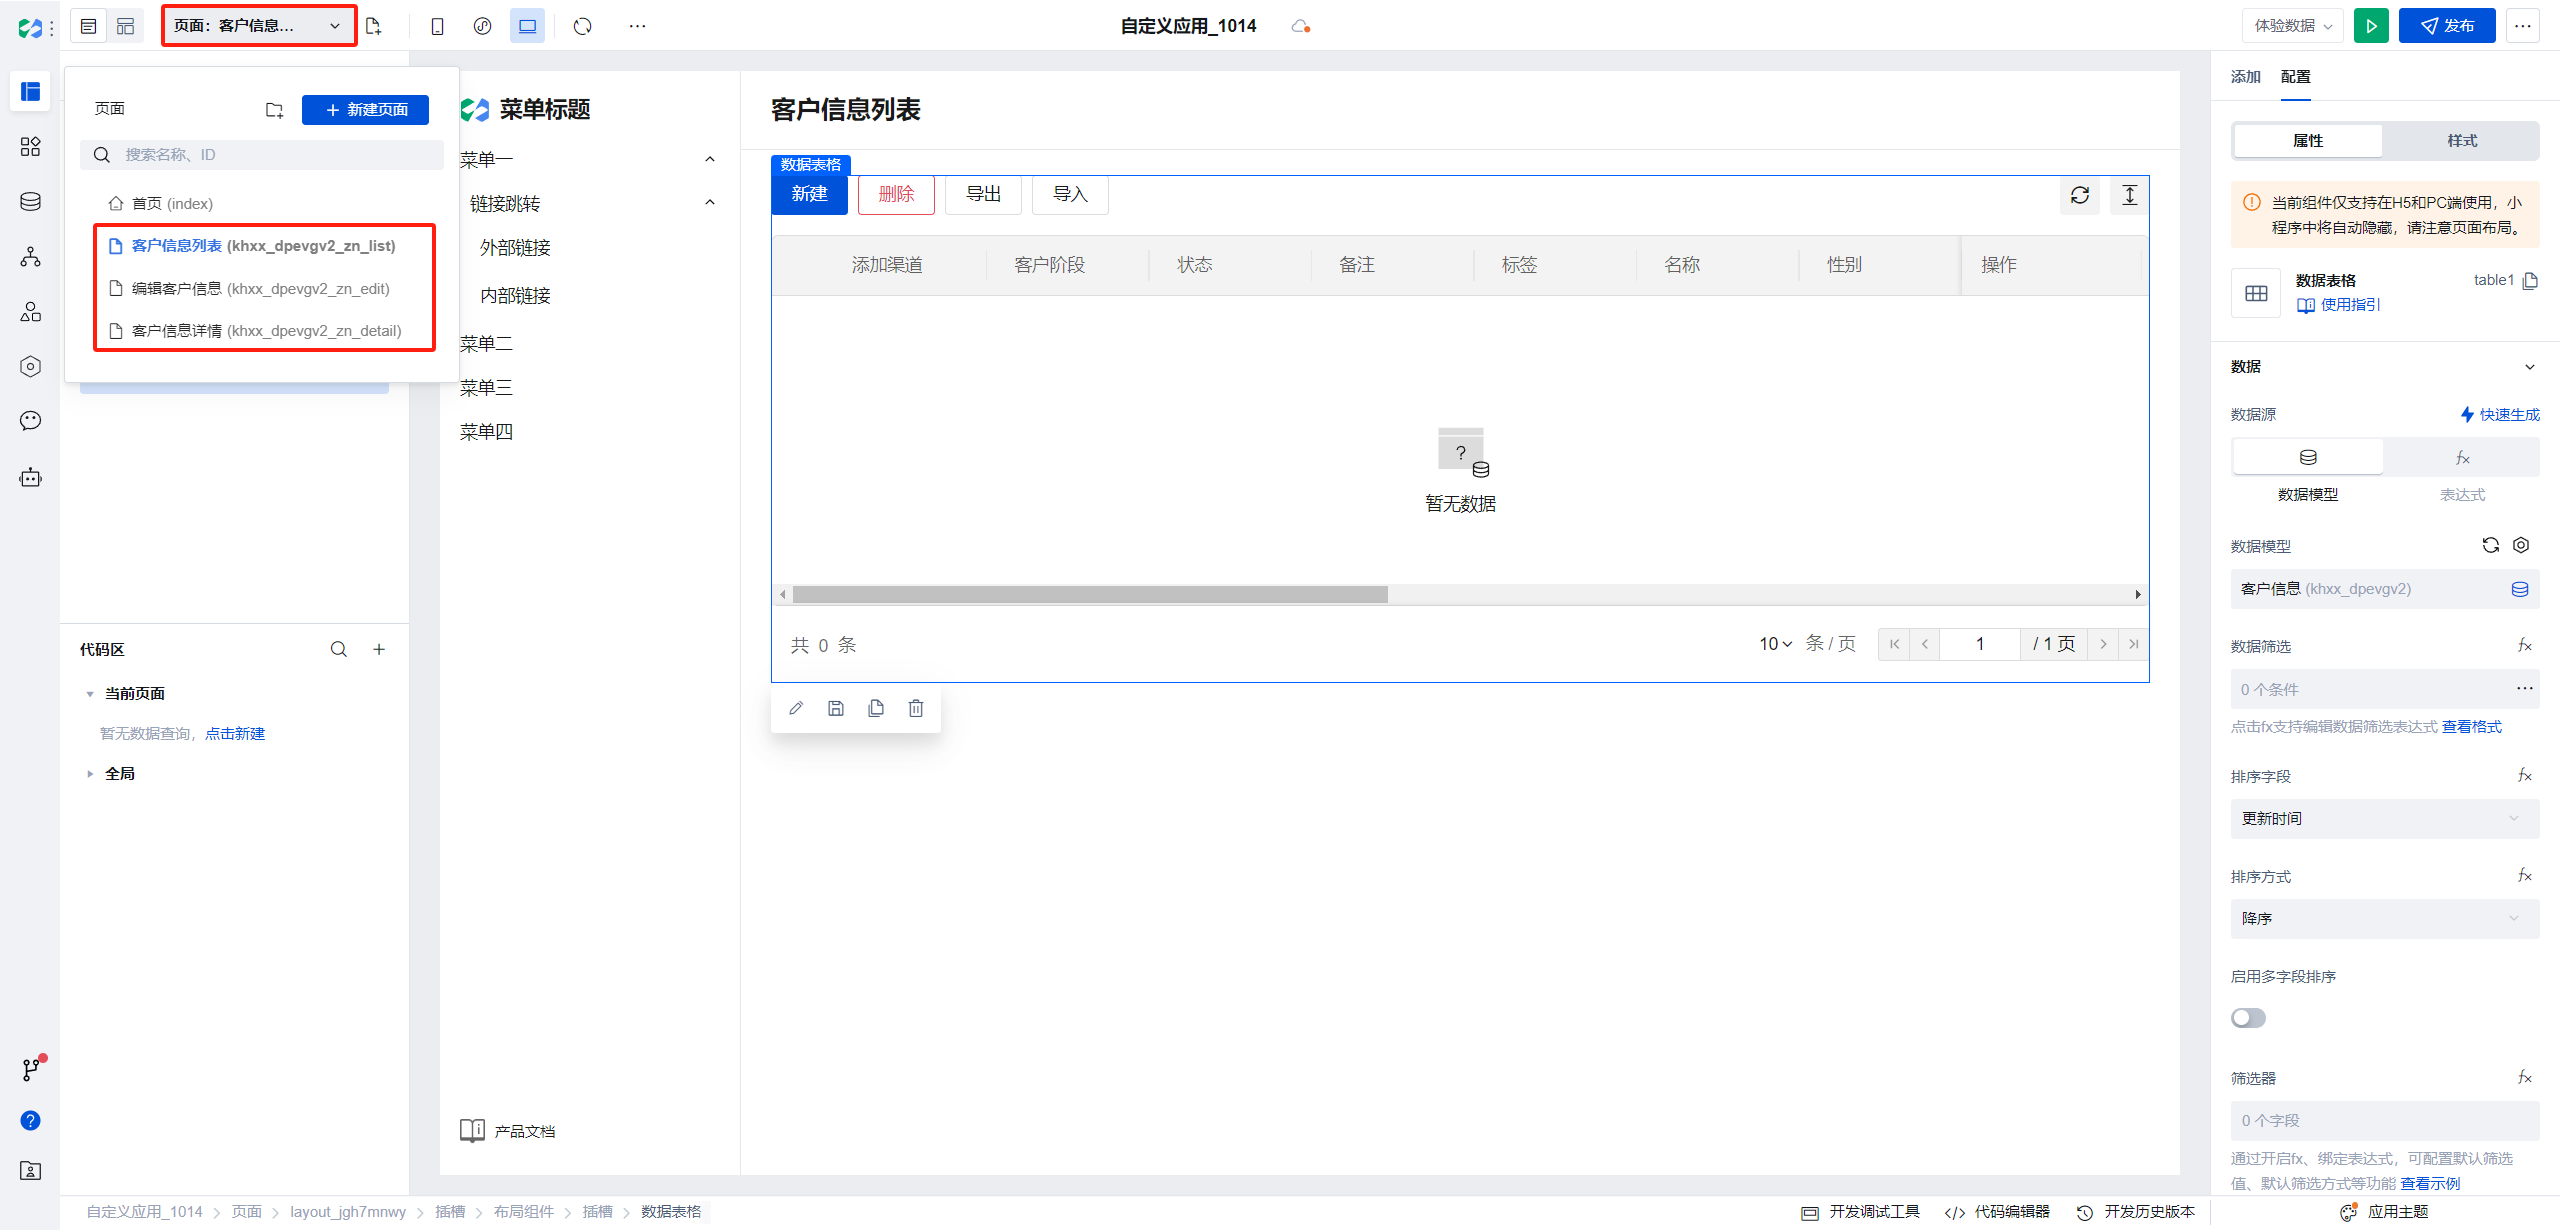 页面：客户信息...
自定义应用_1014
体验数据
发布
页面
新建页面
搜索名称、ID
首页 (index)
客户信息列表 (khxx_dpevgv2_zn_list)
编辑客户信息 (khxx_dpevgv2_zn_edit)
客户信息详情 (khxx_dpevgv2_zn_detail)
代码区
当前页面
暂无数据查询，点击新建
全局
菜单标题
菜单一
链接跳转
外部链接
内部链接
菜单二
菜单三
菜单四
产品文档
客户信息列表
数据表格
新建 删除 导出 导入
添加渠道 客户阶段 状态 备注 标签 名称 性别 操作
?
暂无数据
共 0 条
10 条 / 页 1 / 1 页
添加 配置
属性 样式
当前组件仅支持在H5和PC端使用，小
程序中将自动隐藏，请注意页面布局。
数据表格 table1
使用指引
数据
数据源 快速生成
fx
数据模型 表达式
数据模型
客户信息 (khxx_dpevgv2)
数据筛选 fx
0 个条件
点击fx支持编辑数据筛选表达式 查看格式
排序字段 fx
更新时间
排序方式 fx
降序
启用多字段排序
筛选器 fx
0 个字段
通过开启fx、绑定表达式，可配置默认筛选
值、默认筛选方式等功能 查看示例
自定义应用_1014 > 页面 > layout_jgh7mnwy > 插槽 > 布局组件 > 插槽 > 数据表格
开发调试工具 代码编辑器 开发历史版本
应用主题